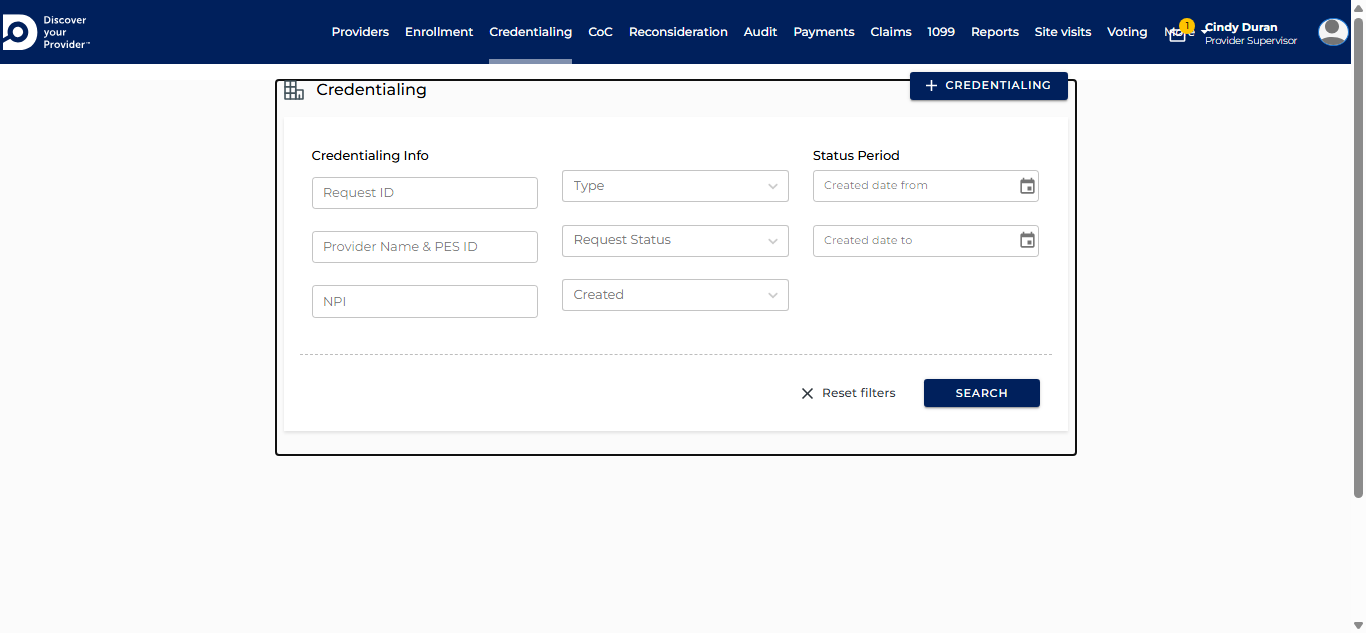 Discover
your
Provider™
Providers Enrollment Credentialing CoC Reconsideration Audit Payments Claims 1099 Reports Site visits Voting More
1
Cindy Duran
Provider Supervisor
Credentialing
+ CREDENTIALING
Credentialing Info
Status Period
Request ID
Type
Created date from
Provider Name & PES ID
Request Status
Created date to
NPI
Created
Reset filters
SEARCH